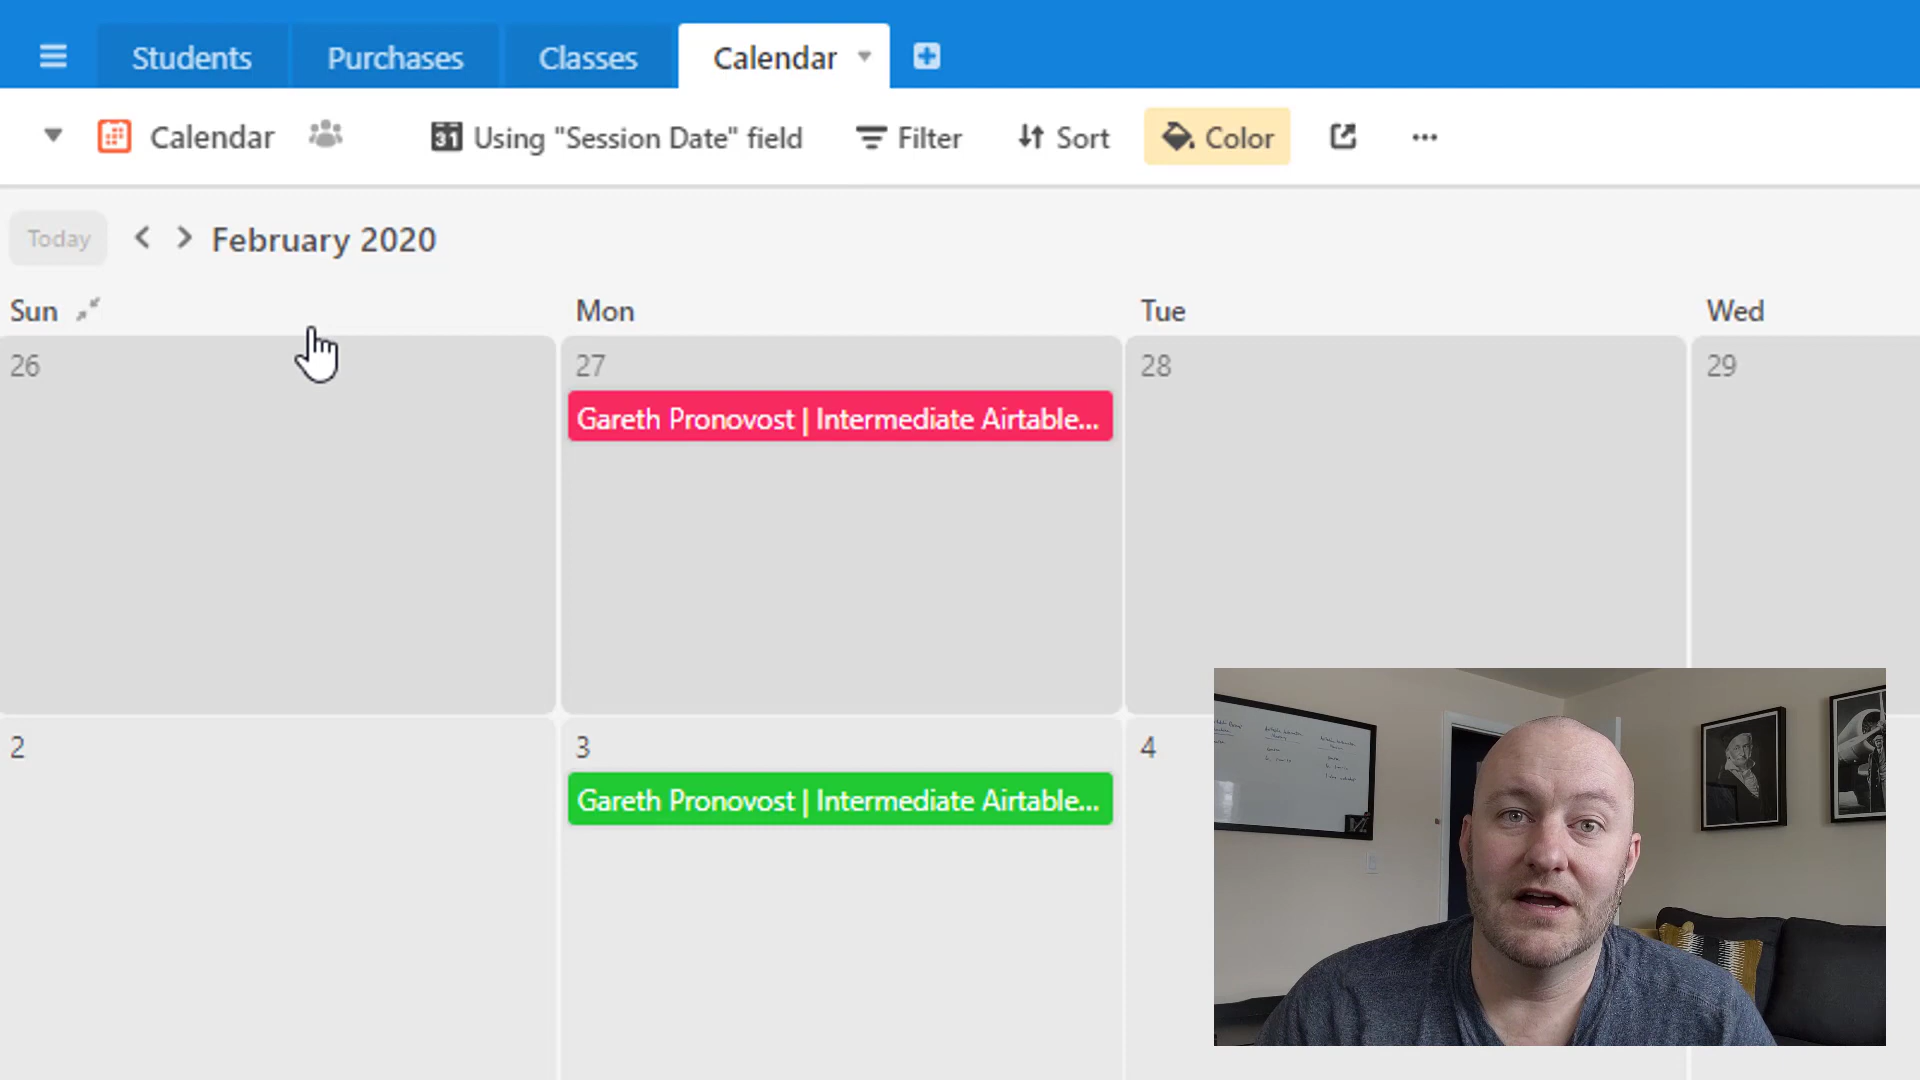 Students Purchases Classes Calendar
Calendar 31 Using "Session Date" field Filter Sort Color ...
Today February 2020
Sun Mon Tue Wed
26 27 28 29
Gareth Pronovost | Intermediate Airtable...
2 3 4
Gareth Pronovost | Intermediate Airtable...